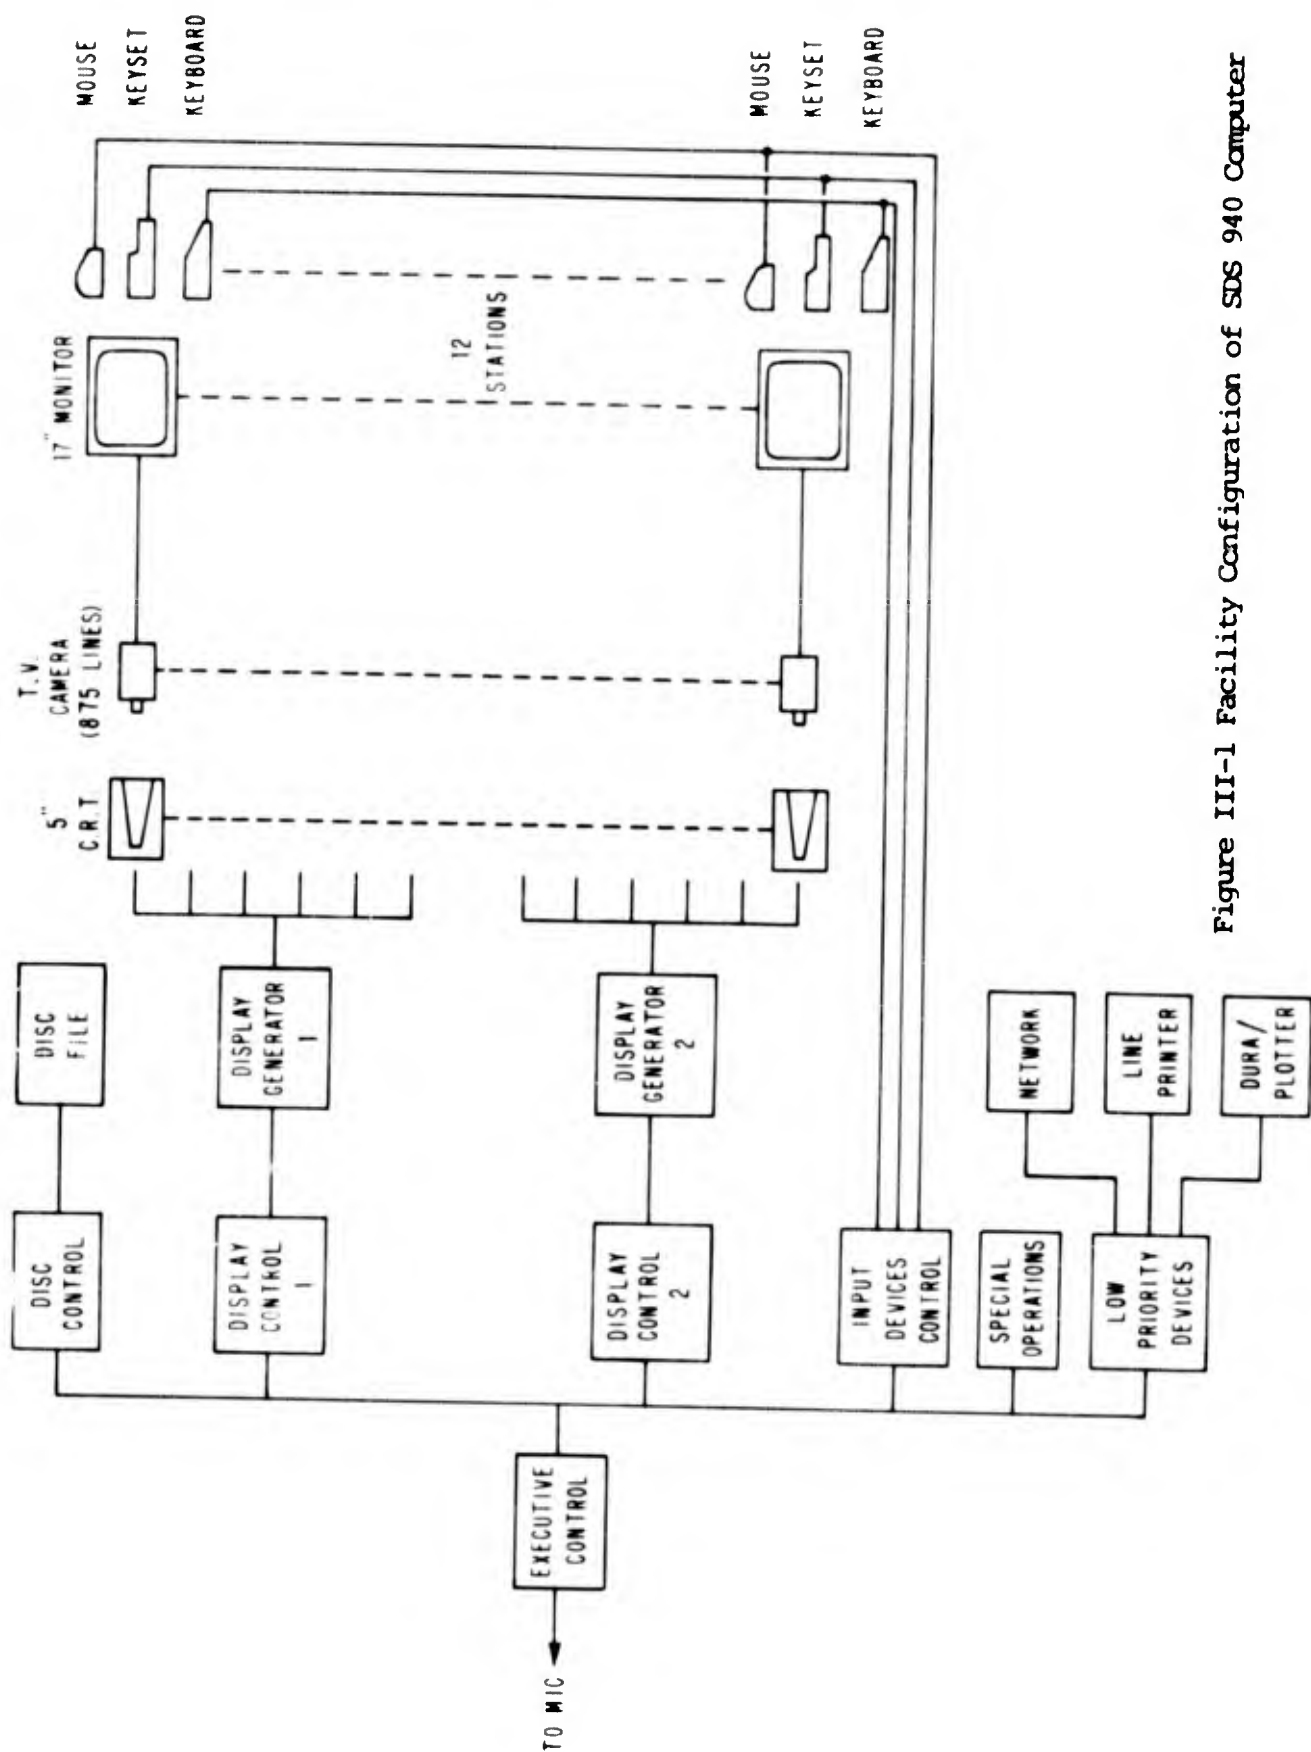 TO MIC
EXECUTIVE
CONTROL
DISC
CONTROL
DISC
FILE
DISPLAY
CONTROL
1
DISPLAY
GENERATOR
1
DISPLAY
CONTROL
2
DISPLAY
GENERATOR
2
INPUT
DEVICES
CONTROL
SPECIAL
OPERATIONS
LOW
PRIORITY
DEVICES
NETWORK
LINE
PRINTER
DURA/
PLOTTER
5"
C.R.T.
T.V.
CAMERA
(875 LINES)
17" MONITOR
12
STATIONS
MOUSE
KEYSET
KEYBOARD
MOUSE
KEYSET
KEYBOARD
Figure III-1 Facility Configuration of SDS 940 Computer